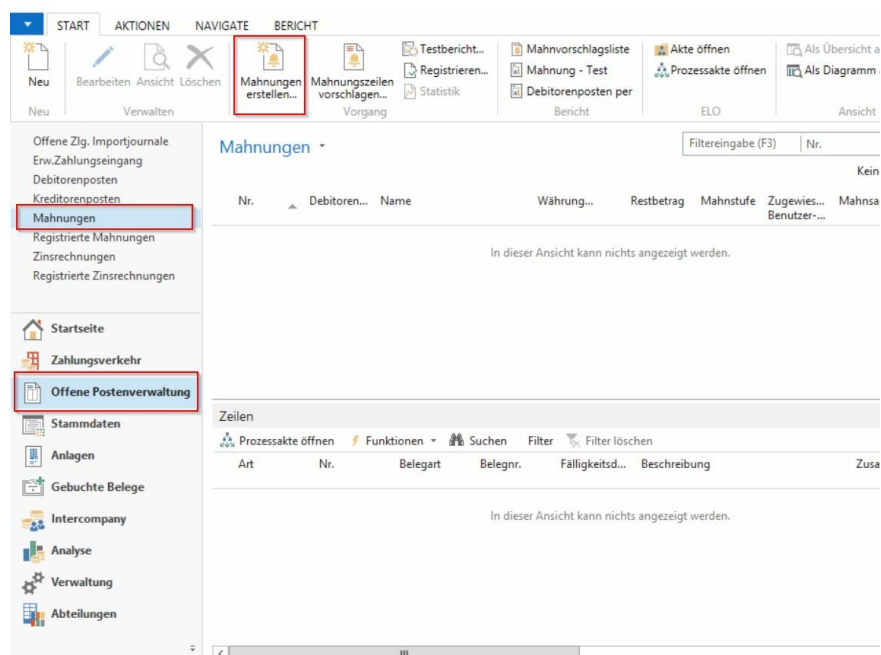 START AKTIONEN NAVIGATE BERICHT
Neu
Bearbeiten Ansicht Löschen
Mahnungen erstellen...
Mahnungszeilen vorschlagen...
Testbericht...
Registrieren...
Statistik
Mahnvorschlagsliste
Mahnung - Test
Debitorenposten per
Akte öffnen
Prozessakte öffnen
Als Übersicht a
Als Diagramm
Neu Verwalten Vorgang Bericht ELO Ansicht
Offene Zlg. Importjournale
Erw.Zahlungseingang
Debitorenposten
Kreditorenposten
Mahnungen
Registrierte Mahnungen
Zinsrechnungen
Registrierte Zinsrechnungen
Startseite
Zahlungsverkehr
Offene Postenverwaltung
Stammdaten
Anlagen
Gebuchte Belege
Intercompany
Analyse
Verwaltung
Abteilungen
Mahnungen
Filtereingabe (F3) Nr.
Kein
Nr. Debitoren... Name Währung... Restbetrag Mahnstufe Zugewies... Benutzer-... Mahnsa
In dieser Ansicht kann nichts angezeigt werden.
Zeilen
Prozessakte öffnen Funktionen Suchen Filter Filter löschen
Art Nr. Belegart Belegnr. Fälligkeitsd... Beschreibung Zusa
In dieser Ansicht kann nichts angezeigt werden.